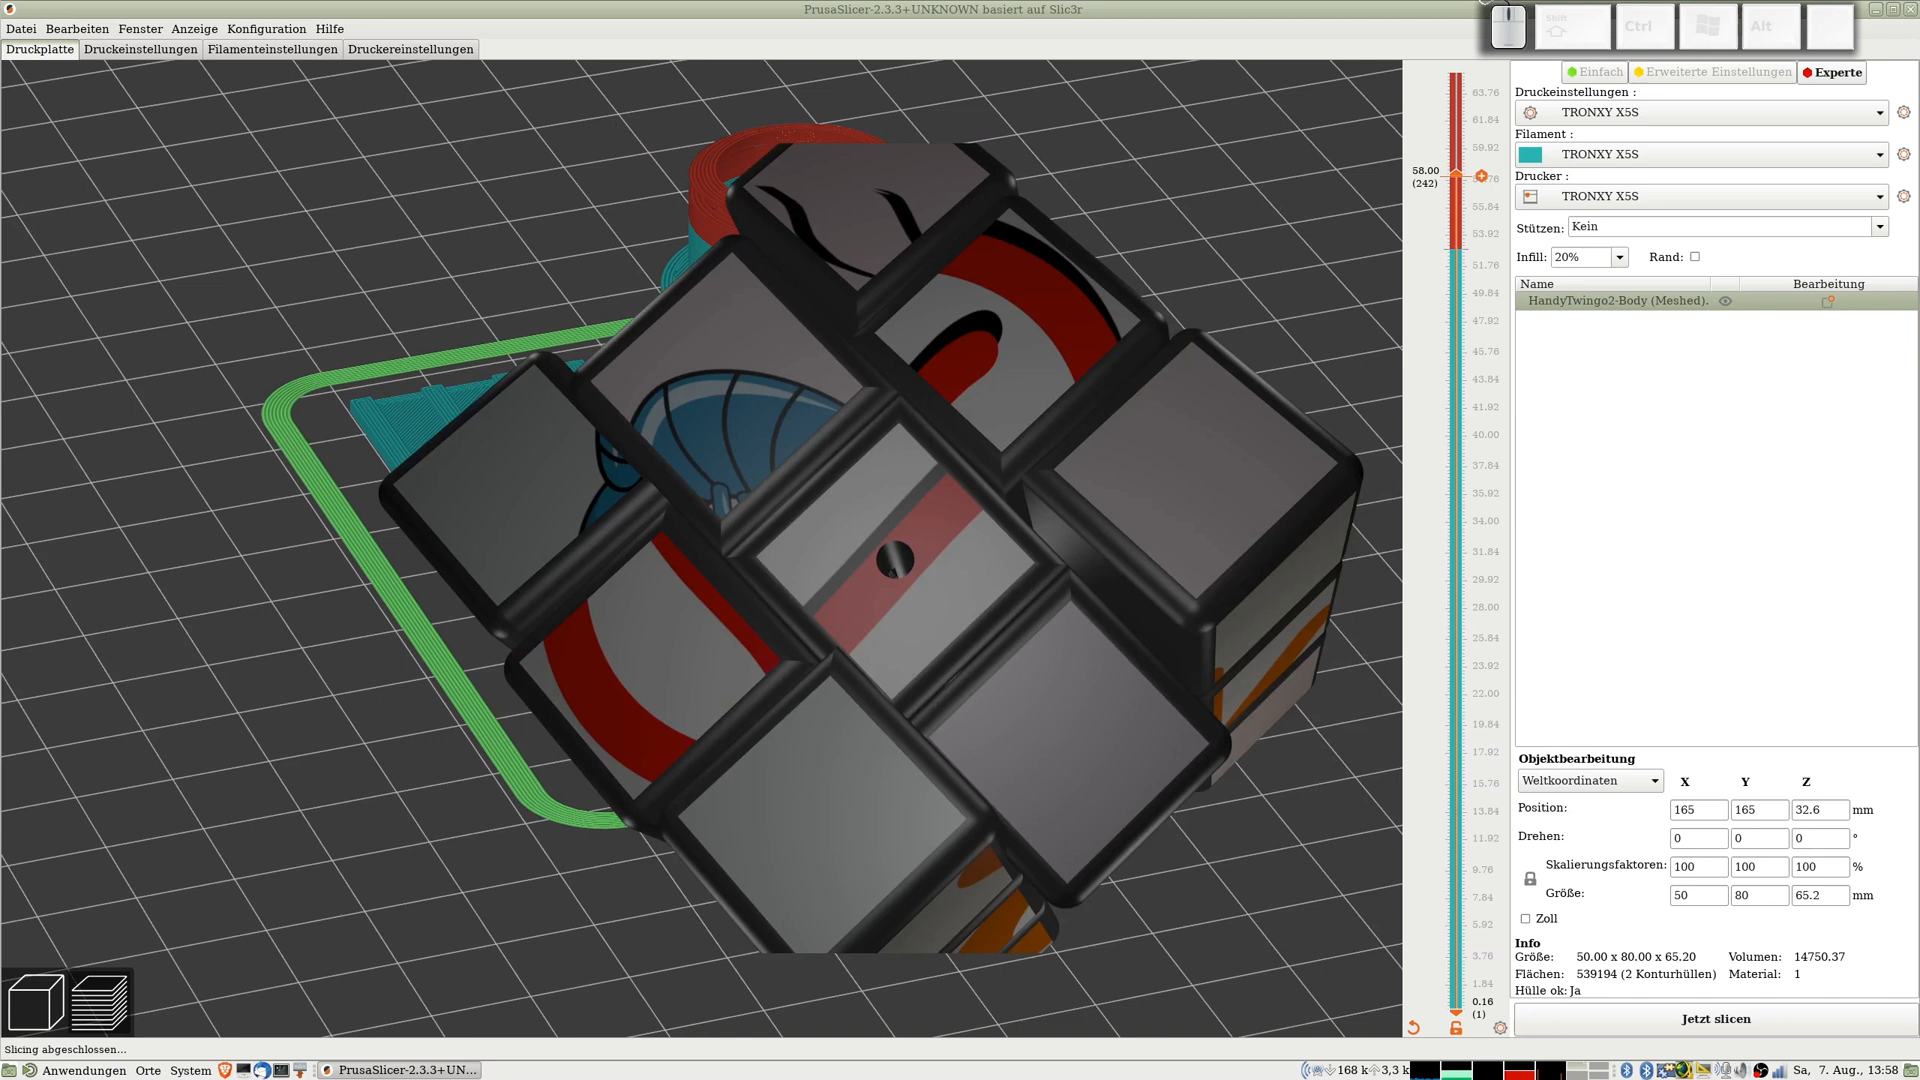 PrusaSlicer-2.3.3+UNKNOWN basiert auf Slic3r
Shift Ctrl Alt
Datei Bearbeiten Fenster Anzeige Konfiguration Hilfe
Druckplatte Druckeinstellungen Filamenteinstellungen Druckereinstellungen
Einfach Erweiterte Einstellungen Experte
Druckeinstellungen :
TRONXY X5S
Filament :
TRONXY X5S
Drucker :
TRONXY X5S
Stützen: Kein
Infill: 20% Rand:
Name Bearbeitung
HandyTwingo2-Body (Meshed).
63.76
61.84
59.92
58.00
(242)
55.84
53.92
51.76
49.84
47.92
45.76
43.84
41.92
40.00
37.84
35.92
34.00
31.84
29.92
28.00
25.84
23.92
22.00
19.84
17.92
15.76
13.84
11.92
9.76
7.84
5.92
3.76
1.84
0.16
(1)
Objektbearbeitung
Weltkoordinaten X Y Z
Position: 165 165 32.6 mm
Drehen: 0 0 0 °
Skalierungsfaktoren: 100 100 100 %
Größe: 50 80 65.2 mm
Zoll
Info
Größe: 50.00 x 80.00 x 65.20 Volumen: 14750.37
Flächen: 539194 (2 Konturhüllen) Material: 1
Hülle ok: Ja
Jetzt slicen
Slicing abgeschlossen...
Anwendungen Orte System PrusaSlicer-2.3.3+UN... 168 k 3,3 k Sa, 7. Aug., 13:58